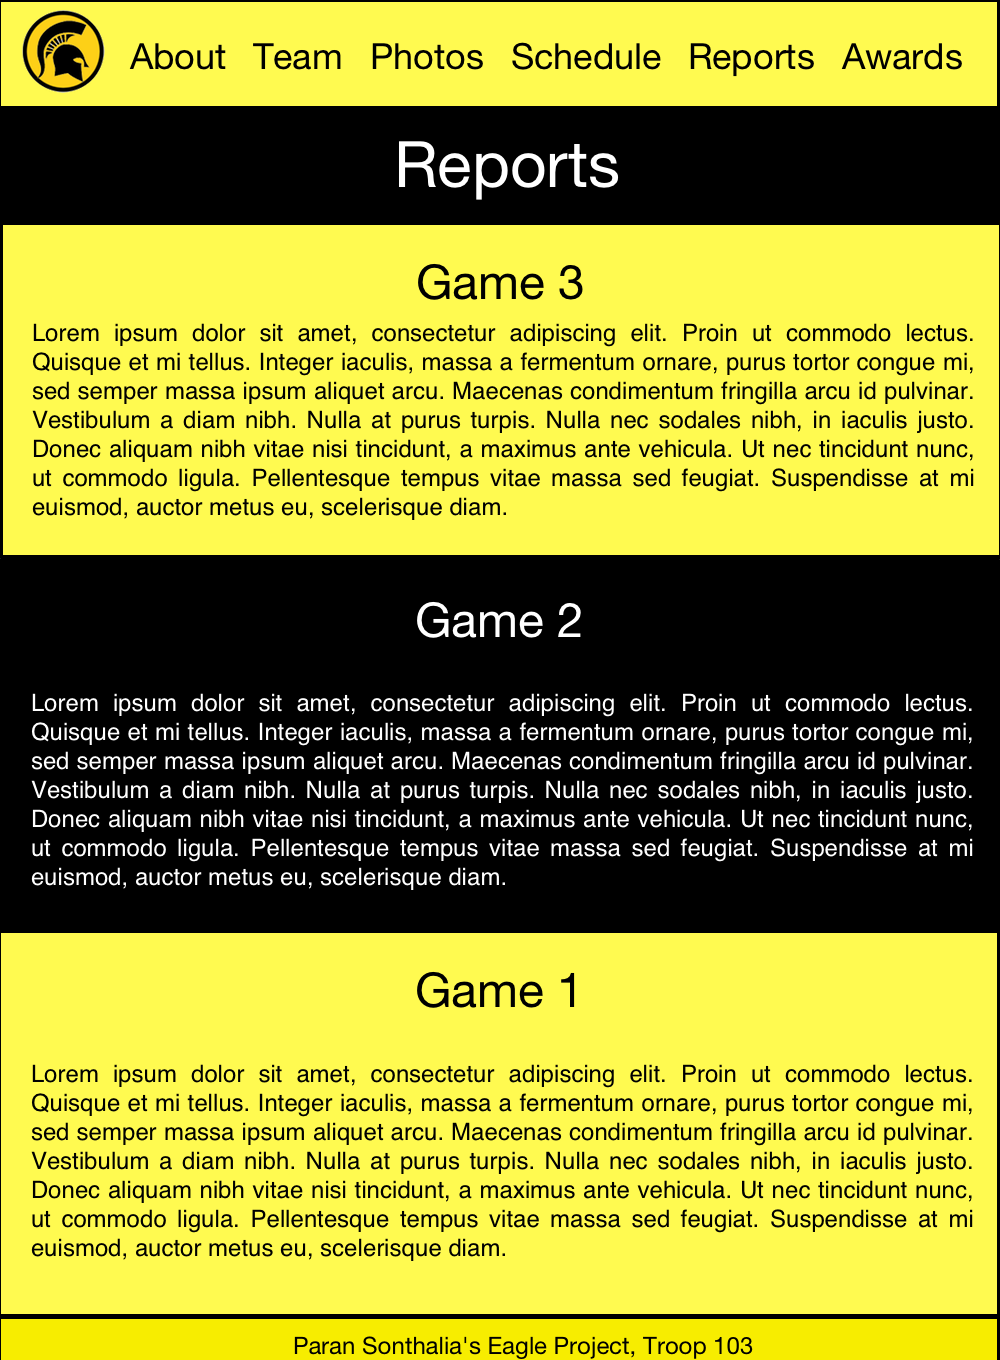 About Team Photos Schedule Reports Awards
Reports
Game 3
Lorem ipsum dolor sit amet, consectetur adipiscing elit. Proin ut commodo lectus.
Quisque et mi tellus. Integer iaculis, massa a fermentum ornare, purus tortor congue mi,
sed semper massa ipsum aliquet arcu. Maecenas condimentum fringilla arcu id pulvinar.
Vestibulum a diam nibh. Nulla at purus turpis. Nulla nec sodales nibh, in iaculis justo.
Donec aliquam nibh vitae nisi tincidunt, a maximus ante vehicula. Ut nec tincidunt nunc,
ut commodo ligula. Pellentesque tempus vitae massa sed feugiat. Suspendisse at mi
euismod, auctor metus eu, scelerisque diam.
Game 2
Lorem ipsum dolor sit amet, consectetur adipiscing elit. Proin ut commodo lectus.
Quisque et mi tellus. Integer iaculis, massa a fermentum ornare, purus tortor congue mi,
sed semper massa ipsum aliquet arcu. Maecenas condimentum fringilla arcu id pulvinar.
Vestibulum a diam nibh. Nulla at purus turpis. Nulla nec sodales nibh, in iaculis justo.
Donec aliquam nibh vitae nisi tincidunt, a maximus ante vehicula. Ut nec tincidunt nunc,
ut commodo ligula. Pellentesque tempus vitae massa sed feugiat. Suspendisse at mi
euismod, auctor metus eu, scelerisque diam.
Game 1
Lorem ipsum dolor sit amet, consectetur adipiscing elit. Proin ut commodo lectus.
Quisque et mi tellus. Integer iaculis, massa a fermentum ornare, purus tortor congue mi,
sed semper massa ipsum aliquet arcu. Maecenas condimentum fringilla arcu id pulvinar.
Vestibulum a diam nibh. Nulla at purus turpis. Nulla nec sodales nibh, in iaculis justo.
Donec aliquam nibh vitae nisi tincidunt, a maximus ante vehicula. Ut nec tincidunt nunc,
ut commodo ligula. Pellentesque tempus vitae massa sed feugiat. Suspendisse at mi
euismod, auctor metus eu, scelerisque diam.
Paran Sonthalia's Eagle Project, Troop 103